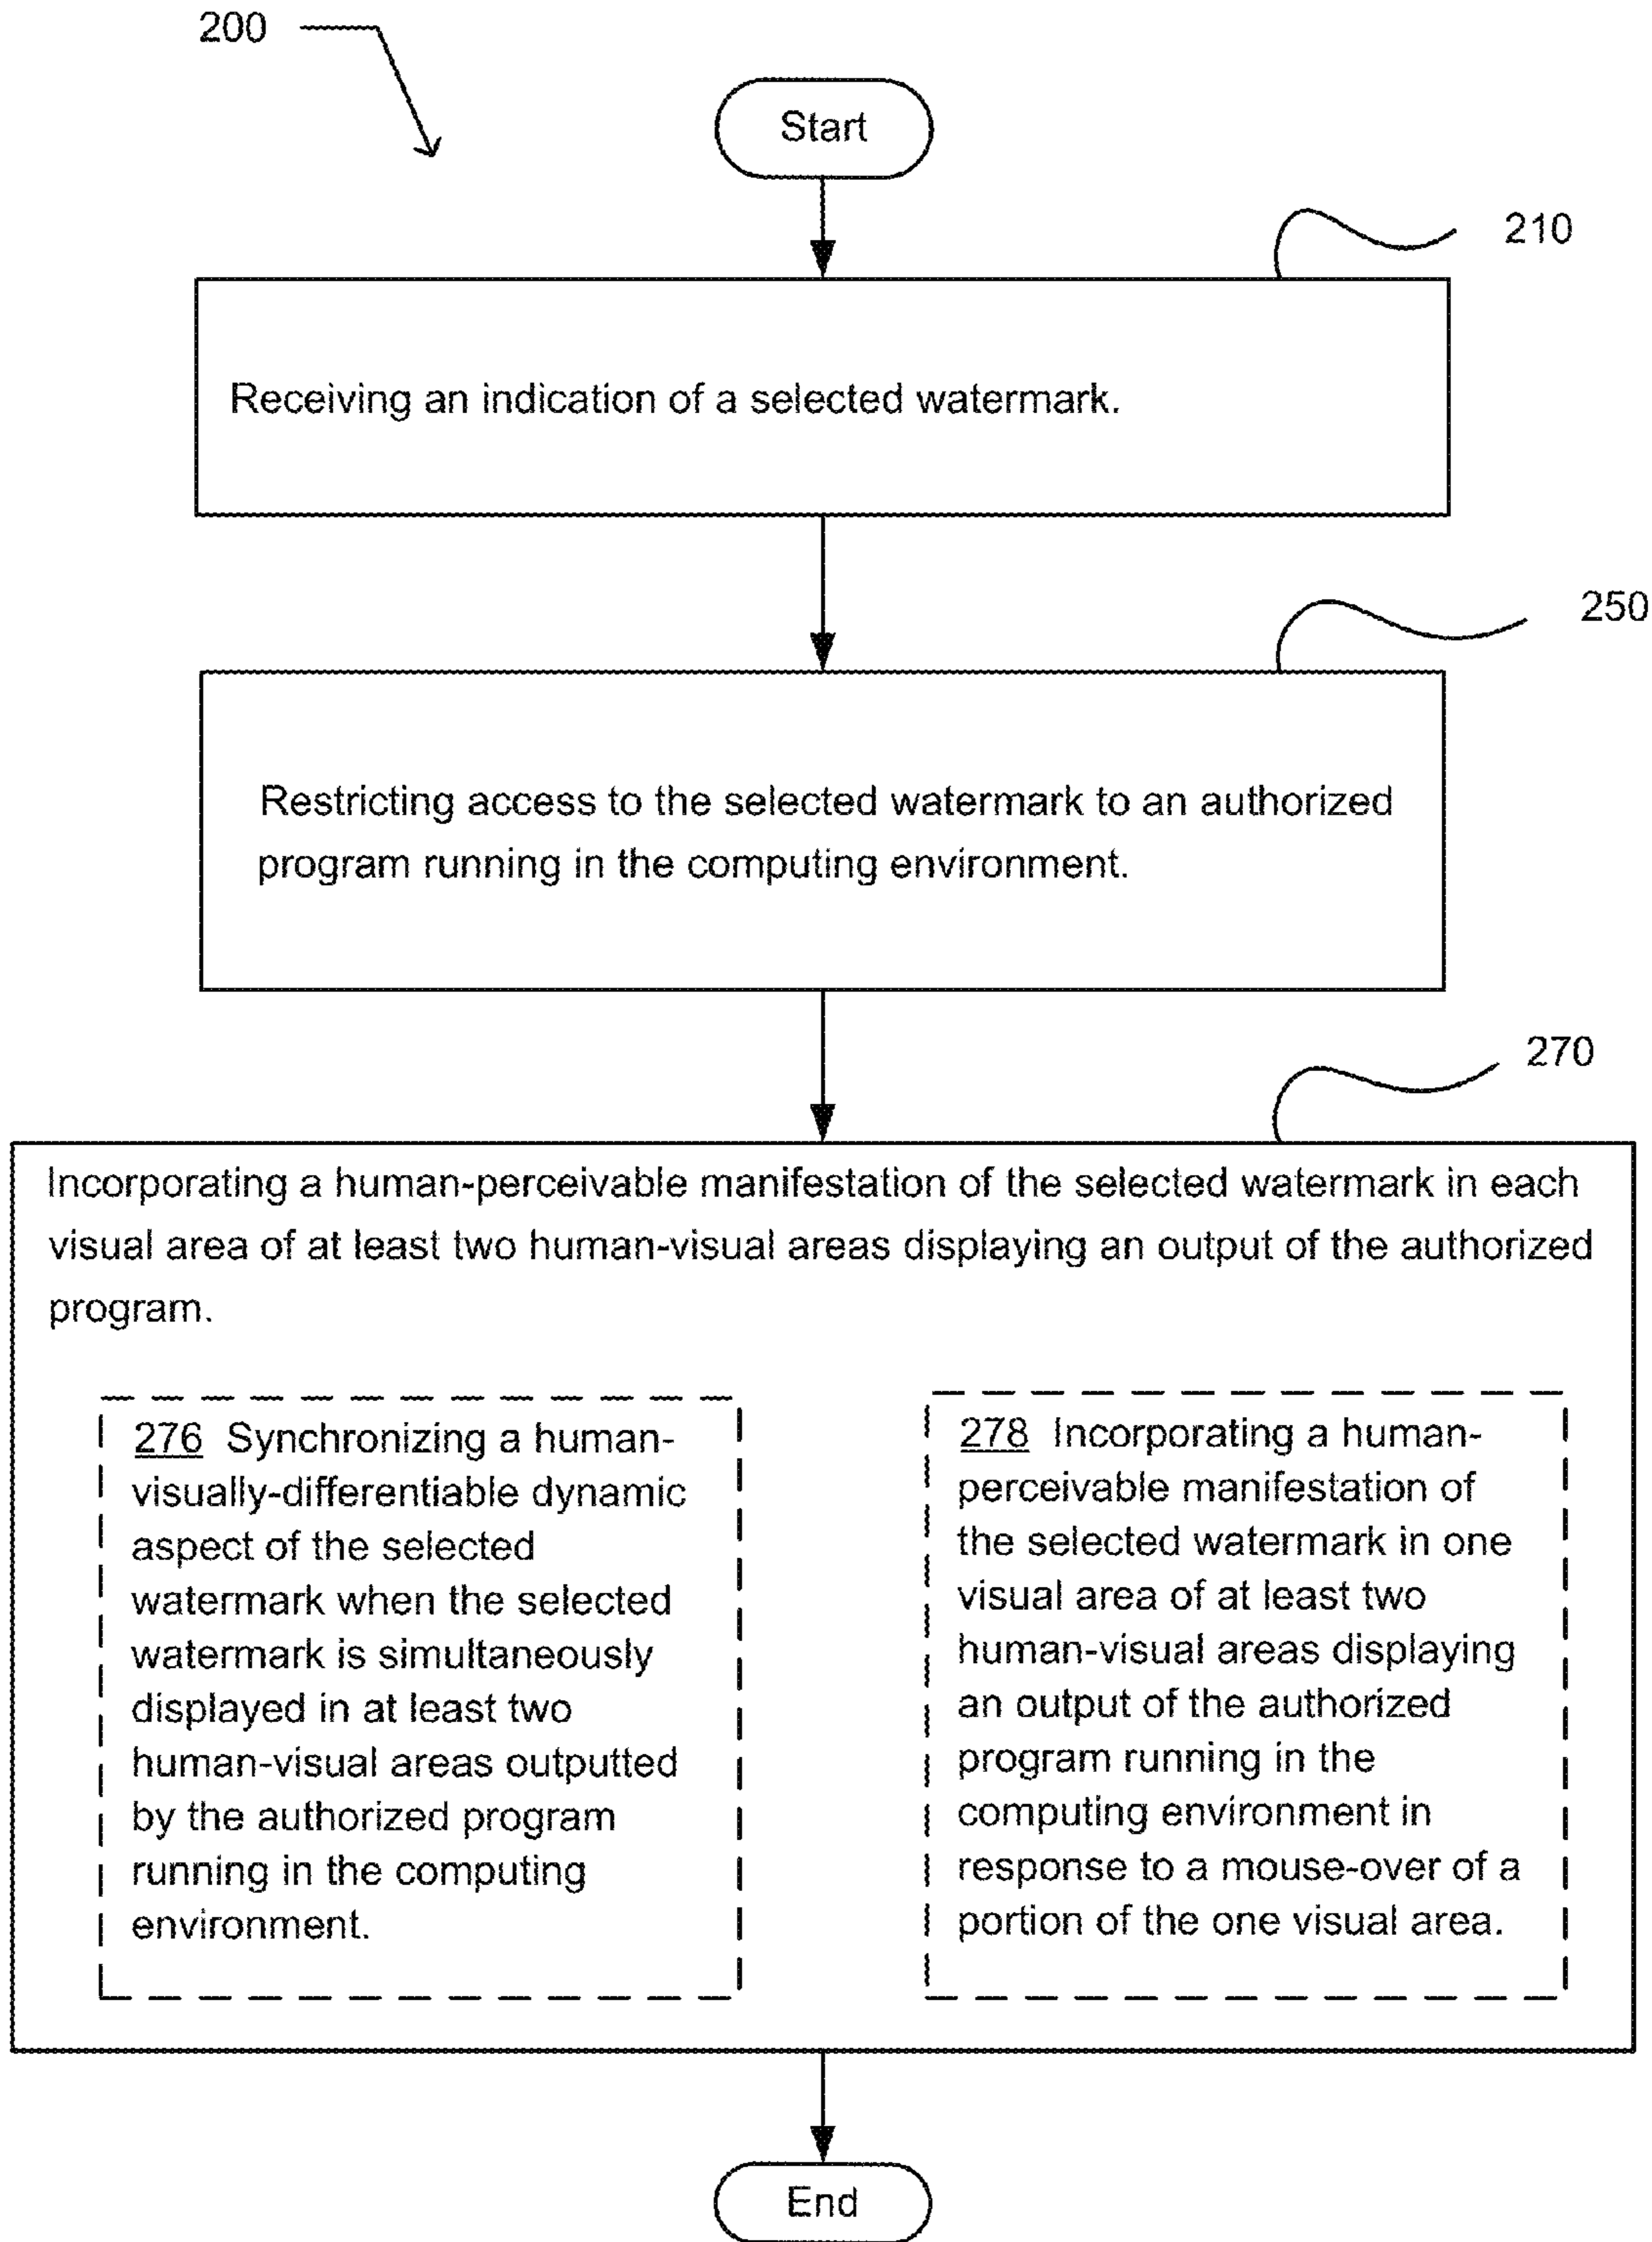 200
Start
210
Receiving an indication of a selected watermark.
250
Restricting access to the selected watermark to an authorized
program running in the computing environment.
270
Incorporating a human-perceivable manifestation of the selected watermark in each
visual area of at least two human-visual areas displaying an output of the authorized
program.
276 Synchronizing a human-
visually-differentiable dynamic
aspect of the selected
watermark when the selected
watermark is simultaneously
displayed in at least two
human-visual areas outputted
by the authorized program
running in the computing
environment.
278 Incorporating a human-
perceivable manifestation of
the selected watermark in one
visual area of at least two
human-visual areas displaying
an output of the authorized
program running in the
computing environment in
response to a mouse-over of a
portion of the one visual area.
End